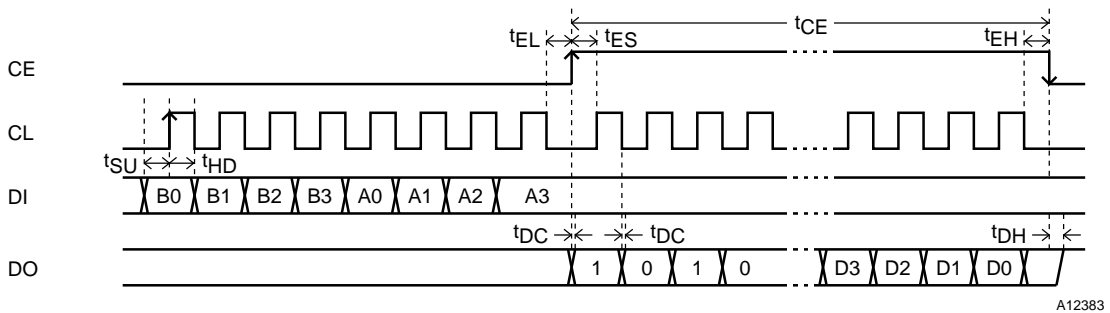 tCE
tEL tES tEH
CE
CL
tSU tHD
DI B0 B1 B2 B3 A0 A1 A2 A3
tDC tDC tDH
DO 1 0 1 0 D3 D2 D1 D0
A12383